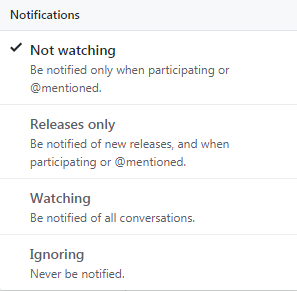 Notifications
Not watching
Be notified only when participating or
@mentioned.
Releases only
Be notified of new releases, and when
participating or @mentioned.
Watching
Be notified of all conversations.
Ignoring
Never be notified.